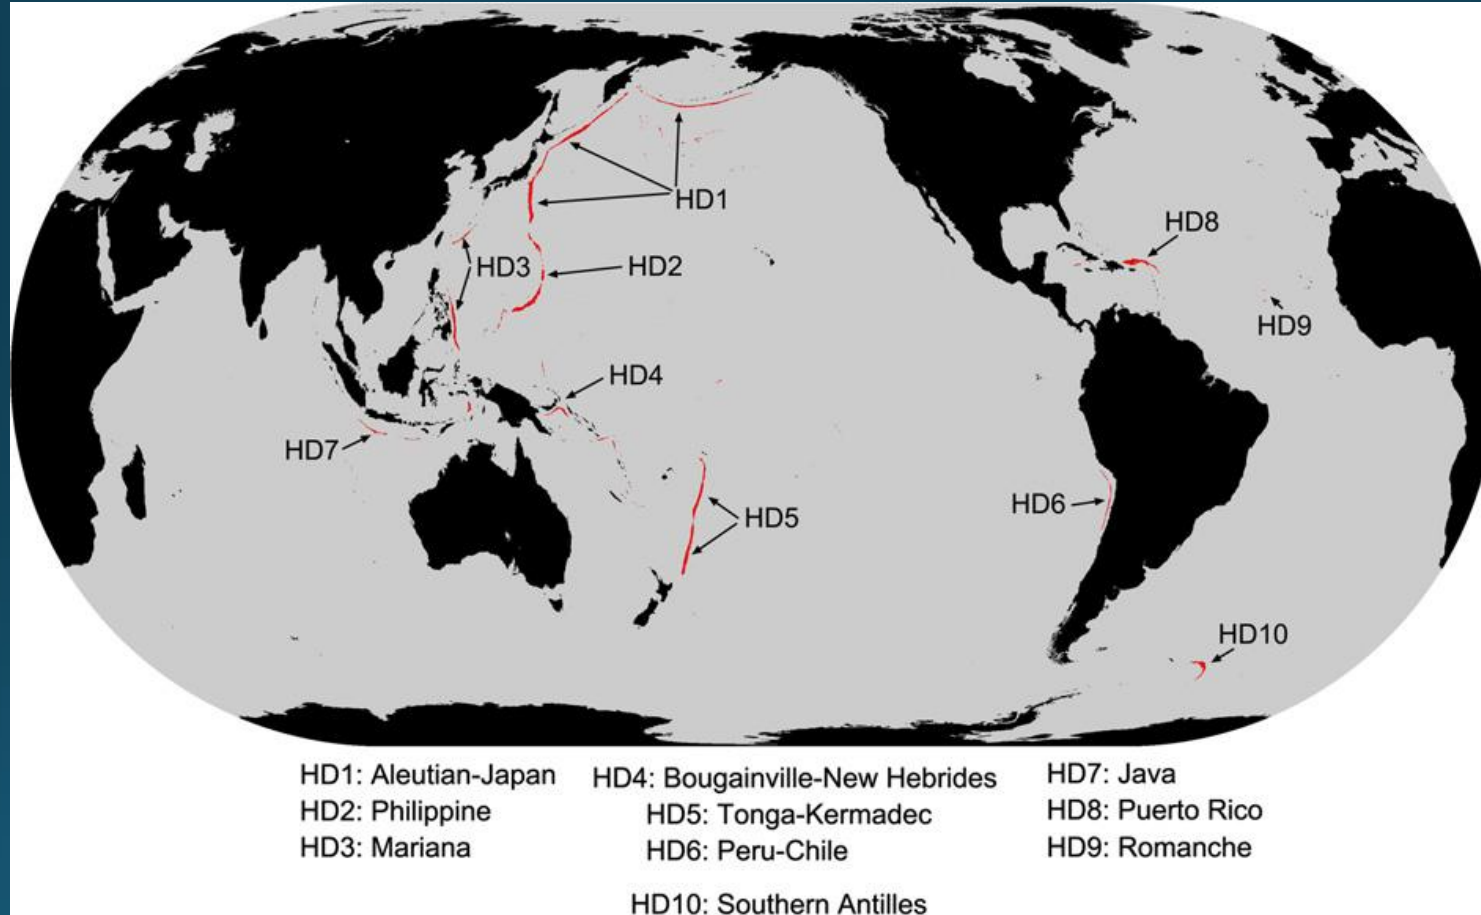 HD1
HD8
HD3
HD2
HD9
HD4
HD7
HD6
HD5
HD10
HD1: Aleutian-Japan
HD2: Philippine
HD3: Mariana
HD4: Bougainville-New Hebrides
HD5: Tonga-Kermadec
HD6: Peru-Chile
HD7: Java
HD8: Puerto Rico
HD9: Romanche
HD10: Southern Antilles